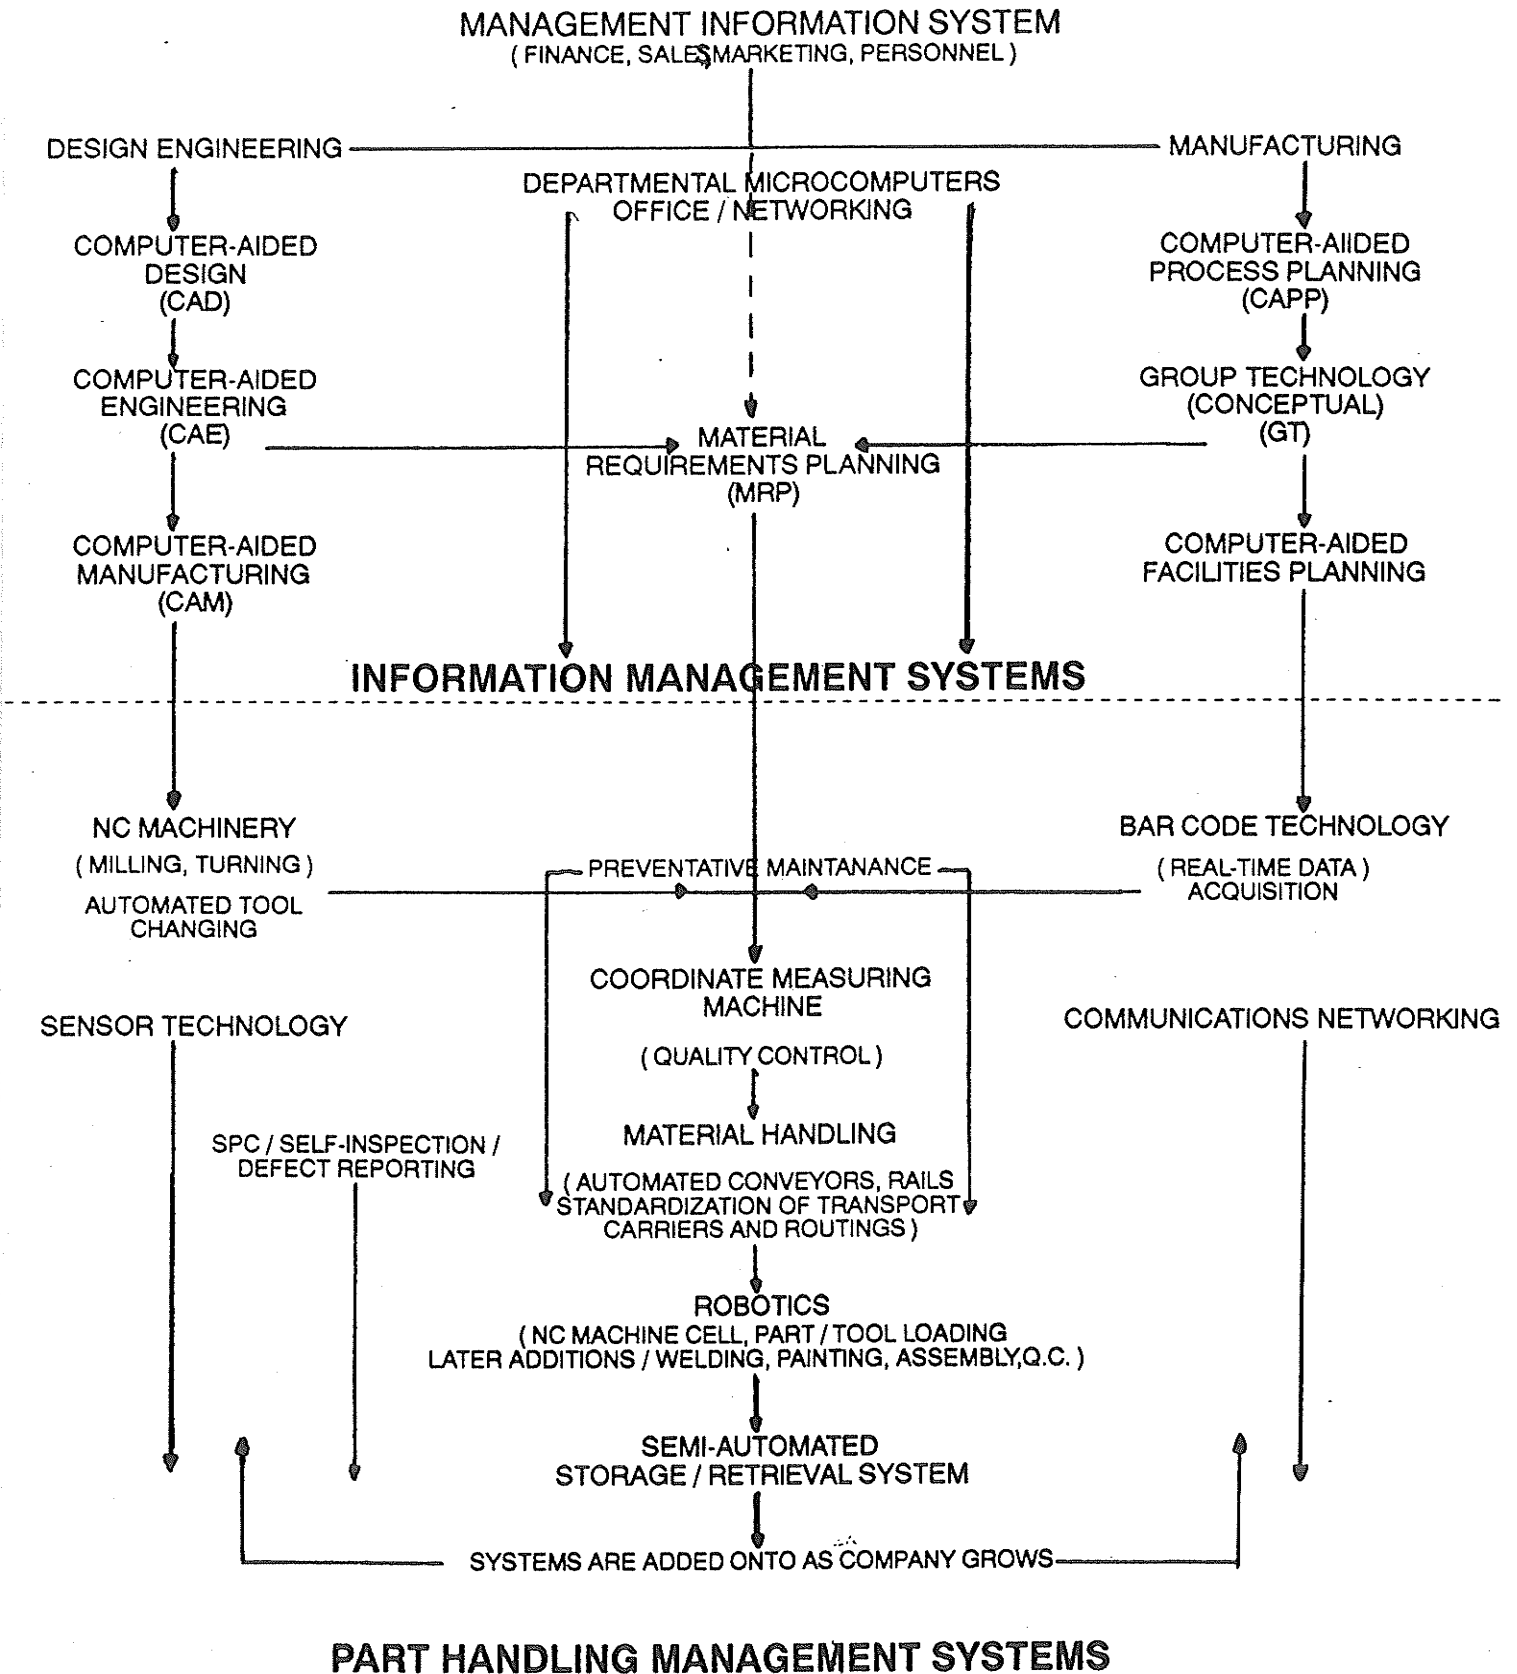 MANAGEMENT INFORMATION SYSTEM
( FINANCE, SALES, MARKETING, PERSONNEL )
DESIGN ENGINEERING
MANUFACTURING
DEPARTMENTAL MICROCOMPUTERS
OFFICE / NETWORKING
COMPUTER-AIDED
DESIGN
(CAD)
COMPUTER-AIIDED
PROCESS PLANNING
(CAPP)
COMPUTER-AIDED
ENGINEERING
(CAE)
GROUP TECHNOLOGY
(CONCEPTUAL)
(GT)
MATERIAL
REQUIREMENTS PLANNING
(MRP)
COMPUTER-AIDED
MANUFACTURING
(CAM)
COMPUTER-AIDED
FACILITIES PLANNING
INFORMATION MANAGEMENT SYSTEMS
NC MACHINERY
( MILLING, TURNING )
AUTOMATED TOOL
CHANGING
PREVENTATIVE MAINTANANCE
BAR CODE TECHNOLOGY
( REAL-TIME DATA )
ACQUISITION
COORDINATE MEASURING
MACHINE
( QUALITY CONTROL )
SENSOR TECHNOLOGY
COMMUNICATIONS NETWORKING
SPC / SELF-INSPECTION /
DEFECT REPORTING
MATERIAL HANDLING
( AUTOMATED CONVEYORS, RAILS
STANDARDIZATION OF TRANSPORT
CARRIERS AND ROUTINGS )
ROBOTICS
( NC MACHINE CELL, PART / TOOL LOADING
LATER ADDITIONS / WELDING, PAINTING, ASSEMBLY,Q.C. )
SEMI-AUTOMATED
STORAGE / RETRIEVAL SYSTEM
SYSTEMS ARE ADDED ONTO AS COMPANY GROWS
PART HANDLING MANAGEMENT SYSTEMS